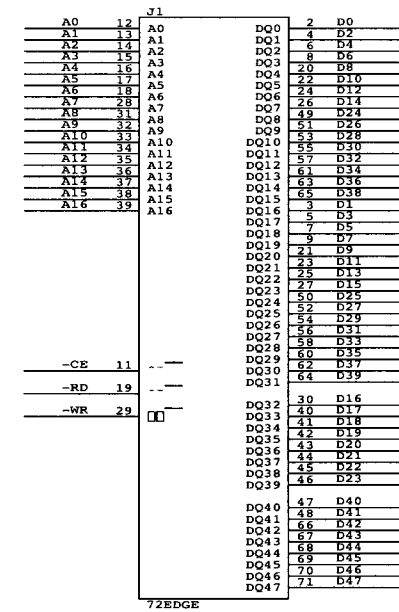 J1
A0 12 A0 DQ0 2 D0
A1 13 A1 DQ1 4 D2
A2 14 A2 DQ2 6 D4
A3 15 A3 DQ3 8 D6
A4 16 A4 DQ4 20 D8
A5 17 A5 DQ5 22 D10
A6 18 A6 DQ6 24 D12
A7 28 A7 DQ7 26 D14
A8 31 A8 DQ8 49 D24
A9 32 A9 DQ9 51 D26
A10 33 A10 DQ10 53 D28
A11 34 A11 DQ11 55 D30
A12 35 A12 DQ12 57 D32
A13 36 A13 DQ13 61 D34
A14 37 A14 DQ14 63 D36
A15 38 A15 DQ15 65 D38
A16 39 A16 DQ16 3 D1
DQ17 5 D3
DQ18 7 D5
DQ19 9 D7
DQ20 21 D9
DQ21 23 D11
DQ22 25 D13
DQ23 27 D15
DQ24 50 D25
DQ25 52 D27
DQ26 54 D29
DQ27 56 D31
DQ28 58 D33
DQ29 60 D35
-CE 11 DQ30 62 D37
DQ31 64 D39
-RD 19
DQ32 30 D16
-WR 29 DQ33 40 D17
DQ34 41 D18
DQ35 42 D19
DQ36 43 D20
DQ37 44 D21
DQ38 45 D22
DQ39 46 D23
DQ40 47 D40
DQ41 48 D41
DQ42 66 D42
DQ43 67 D43
DQ44 68 D44
DQ45 69 D45
DQ46 70 D46
DQ47 71 D47
72EDGE